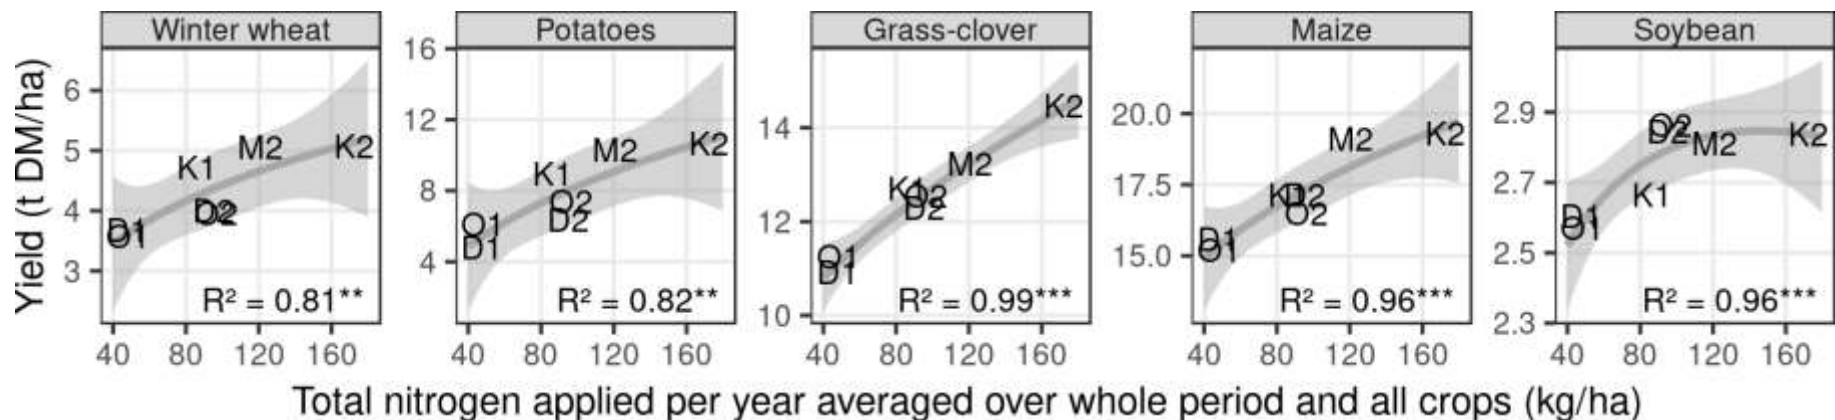 Winter wheat
Potatoes
Grass-clover
Maize
Soybean
Yield (t DM/ha)
6
5
4
3
D1
O1
K1
D2
O2
M2
K2
R² = 0.81**
40 80 120 160
16
12
8
4
O1
D1
K1
O2
D2
M2
K2
R² = 0.82**
40 80 120 160
14
12
10
O1
D1
K1
O2
D2
M2
K2
R² = 0.99***
40 80 120 160
20.0
17.5
15.0
D1
O1
K1
D2
O2
M2
K2
R² = 0.96***
40 80 120 160
2.9
2.7
2.5
2.3
D1
O1
K1
O2
D2
M2
K2
R² = 0.96***
40 80 120 160
Total nitrogen applied per year averaged over whole period and all crops (kg/ha)